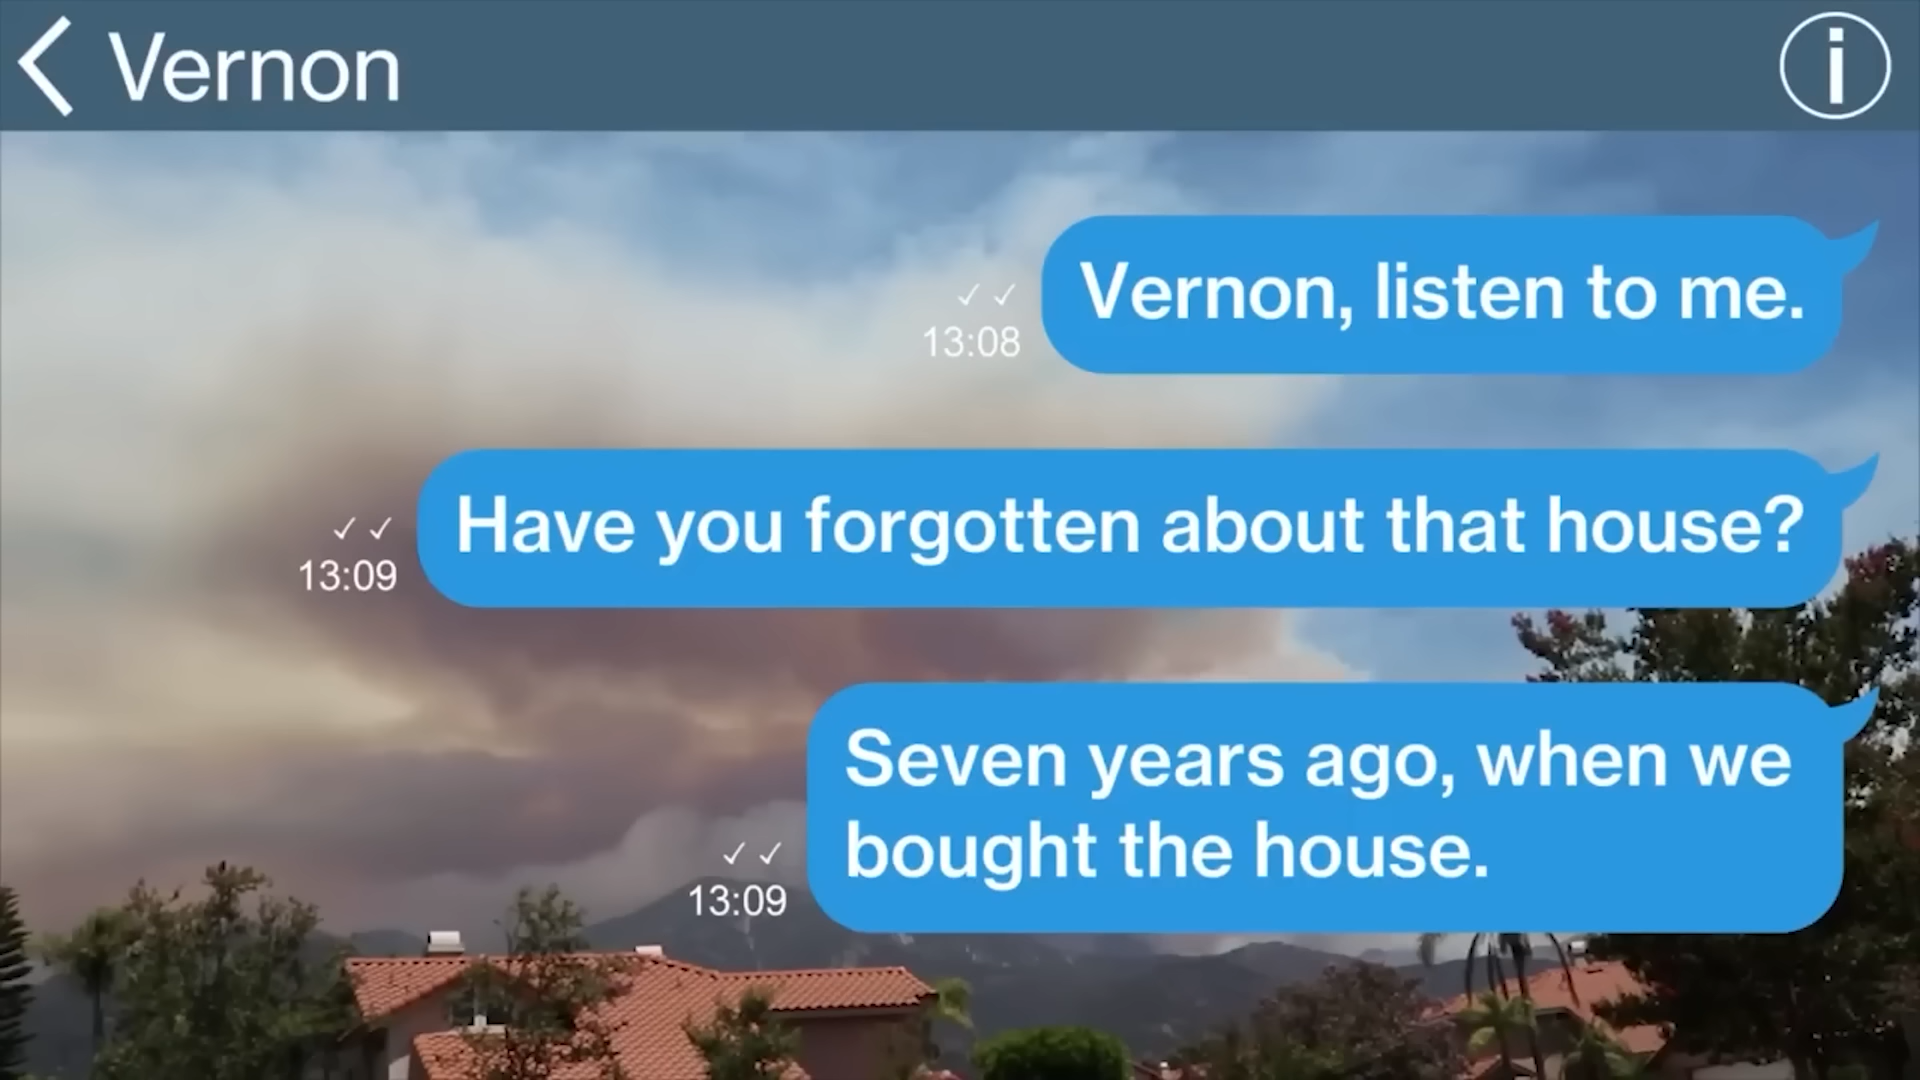 Vernon
Vernon, listen to me.
13:08
Have you forgotten about that house?
13:09
Seven years ago, when we
bought the house.
13:09